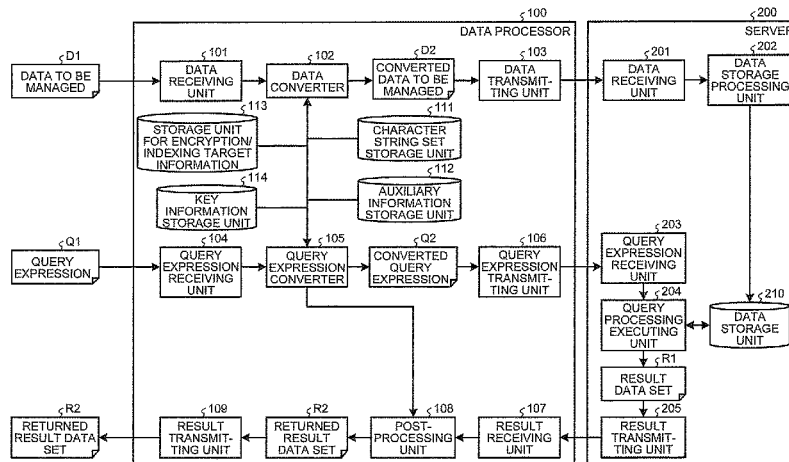 100
DATA PROCESSOR
200
SERVER
D1
DATA TO BE
MANAGED
101
DATA
RECEIVING
UNIT
102
DATA
CONVERTER
D2
CONVERTED
DATA TO BE
MANAGED
103
DATA
TRANSMIT-
TING UNIT
201
DATA
RECEIVING
UNIT
202
DATA
STORAGE
PROCESSING
UNIT
113
STORAGE UNIT
FOR ENCRYPTION/
INDEXING TARGET
INFORMATION
111
CHARACTER
STRING SET
STORAGE UNIT
114
KEY
INFORMATION
STORAGE UNIT
112
AUXILIARY
INFORMATION
STORAGE UNIT
Q1
QUERY
EXPRESSION
104
QUERY
EXPRESSION
RECEIVING
UNIT
105
QUERY
EXPRESSION
CONVERTER
Q2
CONVERTED
QUERY
EXPRESSION
106
QUERY
EXPRESSION
TRANSMIT-
TING UNIT
203
QUERY
EXPRESSION
RECEIVING
UNIT
204
QUERY
PROCESSING
EXECUTING
UNIT
210
DATA
STORAGE
UNIT
R1
RESULT
DATA SET
R2
RETURNED
RESULT DATA
SET
109
RESULT
TRANSMIT-
TING UNIT
R2
RETURNED
RESULT DATA
SET
108
POST-
PROCESSING
UNIT
107
RESULT
RECEIVING
UNIT
205
RESULT
TRANSMIT-
TING UNIT